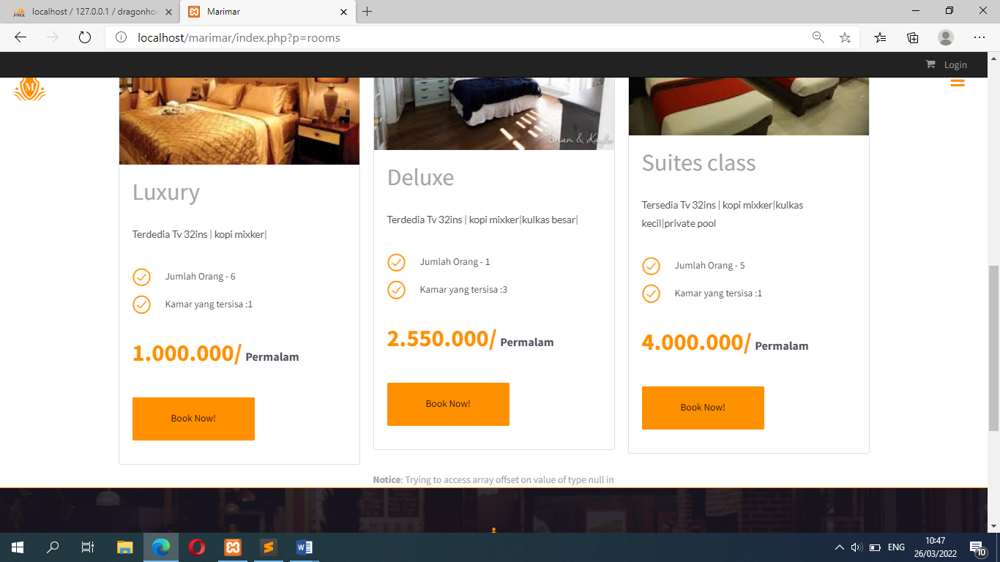 localhost / 127.0.0.1 / dragonhou
Marimar
localhost/marimar/index.php?p=rooms
Login
M
Luxury
Terdedia Tv 32ins | kopi mixker|
Jumlah Orang - 6
Kamar yang tersisa :1
1.000.000/ Permalam
Book Now!
Brian & Kayla
Deluxe
Terdedia Tv 32ins | kopi mixker|kulkas besar|
Jumlah Orang - 1
Kamar yang tersisa :3
2.550.000/ Permalam
Book Now!
Notice: Trying to access array offset on value of type null in
Suites class
Tersedia Tv 32ins | kopi mixker|kulkas
kecil|private pool
Jumlah Orang - 5
Kamar yang tersisa :1
4.000.000/ Permalam
Book Now!
ENG
10:47
26/03/2022
10